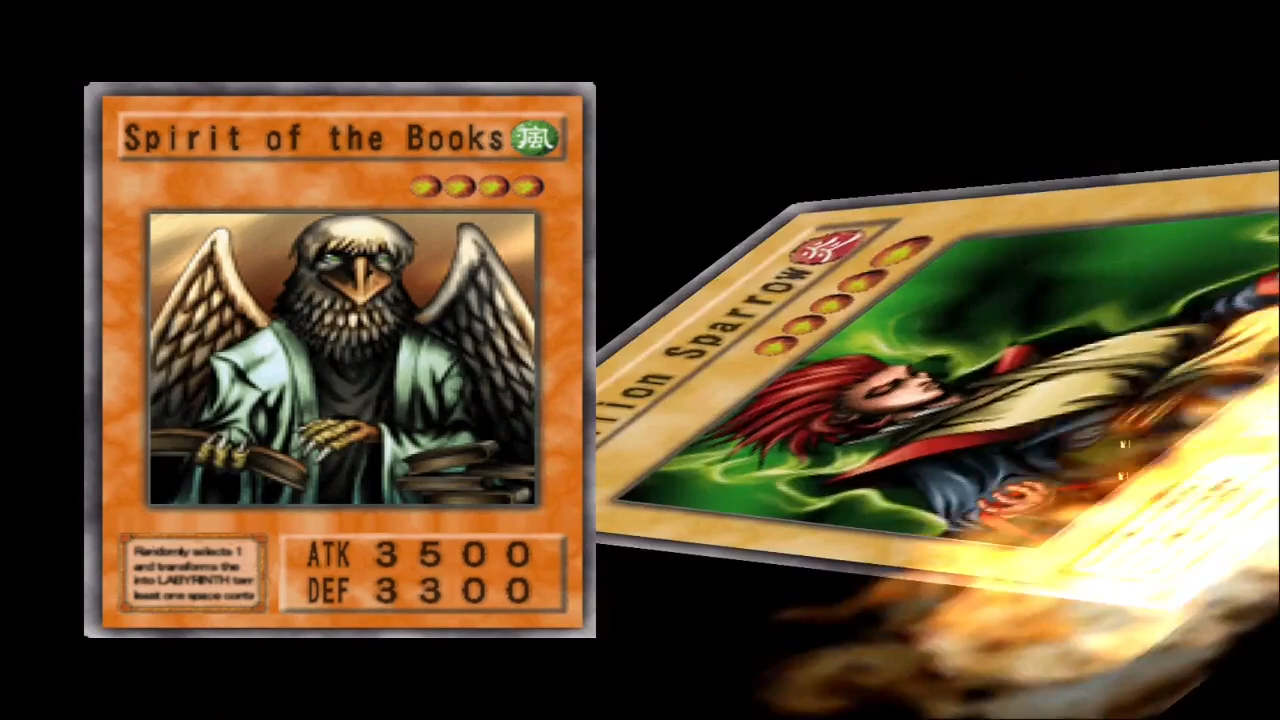 Spirit of the Books 風
Randomly selects 1
and transforms the
into LABYRINTH terr
least one space conta
ATK 3500
DEF 3300
Sparrow 炎